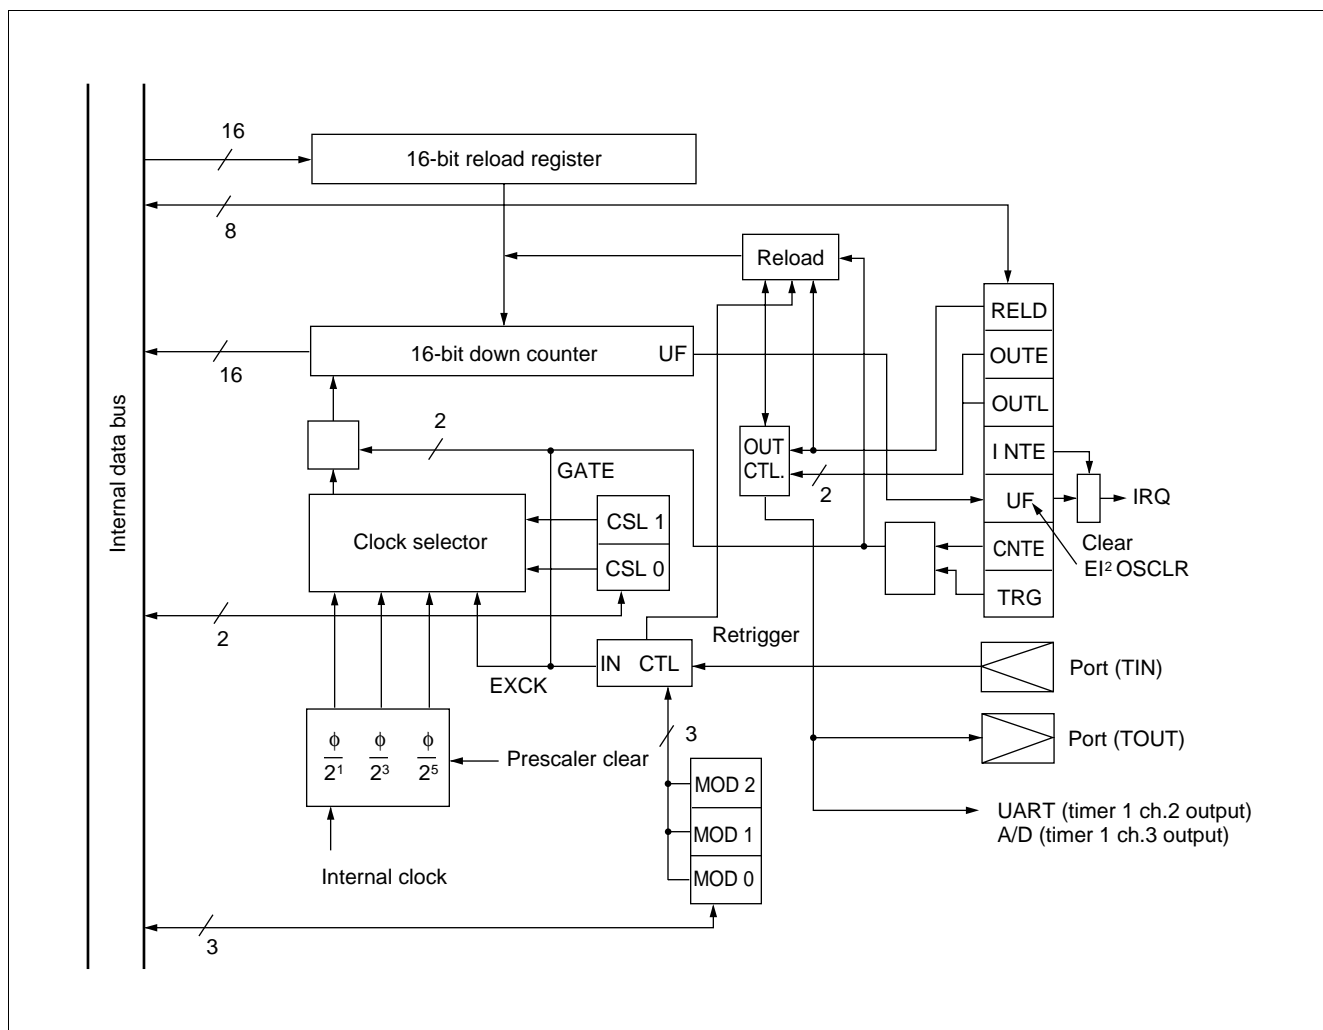 16
16-bit reload register
8
Reload
RELD
16-bit down counter UF
OUTE
16
OUTL
2
OUT
CTL.
I NTE
GATE
2
UF
IRQ
CSL 1
Clock selector
CSL 0
CNTE
Clear
EI2 OSCLR
TRG
2
Retrigger
IN CTL
Port (TIN)
EXCK
3
Port (TOUT)
ϕ ϕ ϕ
2¹ 2³ 2⁵
Prescaler clear
MOD 2
UART (timer 1 ch.2 output)
MOD 1
A/D (timer 1 ch.3 output)
Internal clock
MOD 0
3
Internal data bus